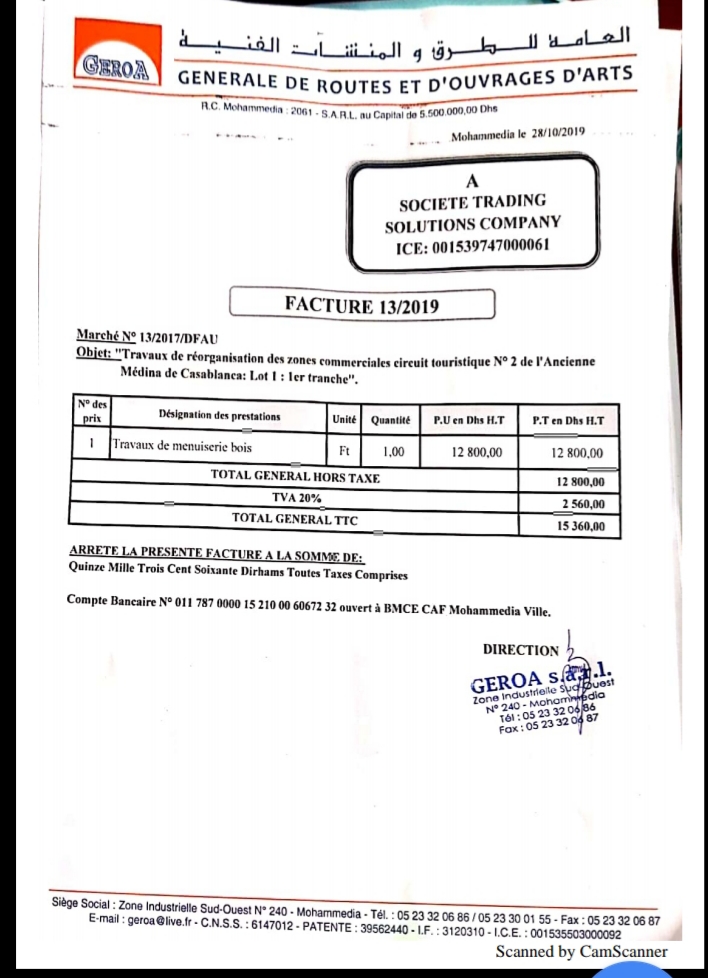 العامة للطرق و المنشآت الفنية
GEROA
GENERALE DE ROUTES ET D'OUVRAGES D'ARTS
R.C. Mohammedia : 2061 - S.A.R.L. au Capital de 5.500.000,00 Dhs
Mohammedia le 28/10/2019
A
SOCIETE TRADING
SOLUTIONS COMPANY
ICE: 001539747000061
FACTURE 13/2019
Marché N° 13/2017/DFAU
Objet: "Travaux de réorganisation des zones commerciales circuit touristique N° 2 de l'Ancienne
Médina de Casablanca: Lot 1 : 1er tranche".
N° des prix Désignation des prestations Unité Quantité P.U en Dhs H.T P.T en Dhs H.T
1 Travaux de menuiserie bois Ft 1,00 12 800,00 12 800,00
TOTAL GENERAL HORS TAXE 12 800,00
TVA 20% 2 560,00
TOTAL GENERAL TTC 15 360,00
ARRETE LA PRESENTE FACTURE A LA SOMME DE:
Quinze Mille Trois Cent Soixante Dirhams Toutes Taxes Comprises
Compte Bancaire N° 011 787 0000 15 210 00 60672 32 ouvert à BMCE CAF Mohammedia Ville.
DIRECTION
GEROA s.a.r.l.
Zone Industrielle Sud-Ouest
N° 240 - Mohammedia
Tél : 05 23 32 06 86
Fax : 05 23 32 06 87
Siège Social : Zone Industrielle Sud-Ouest N° 240 - Mohammedia - Tél. : 05 23 32 06 86 / 05 23 30 01 55 - Fax : 05 23 32 06 87
E-mail : geroa@live.fr - C.N.S.S. : 6147012 - PATENTE : 39562440 - I.F. : 3120310 - I.C.E. : 001535503000092
Scanned by CamScanner